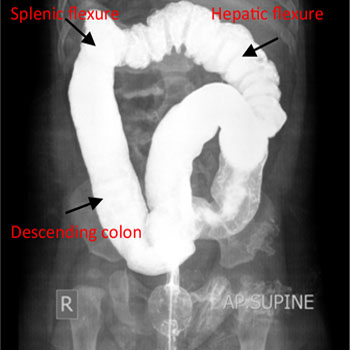 Splenic flexure
Hepatic flexure
Descending colon
R
AP.SUPINE